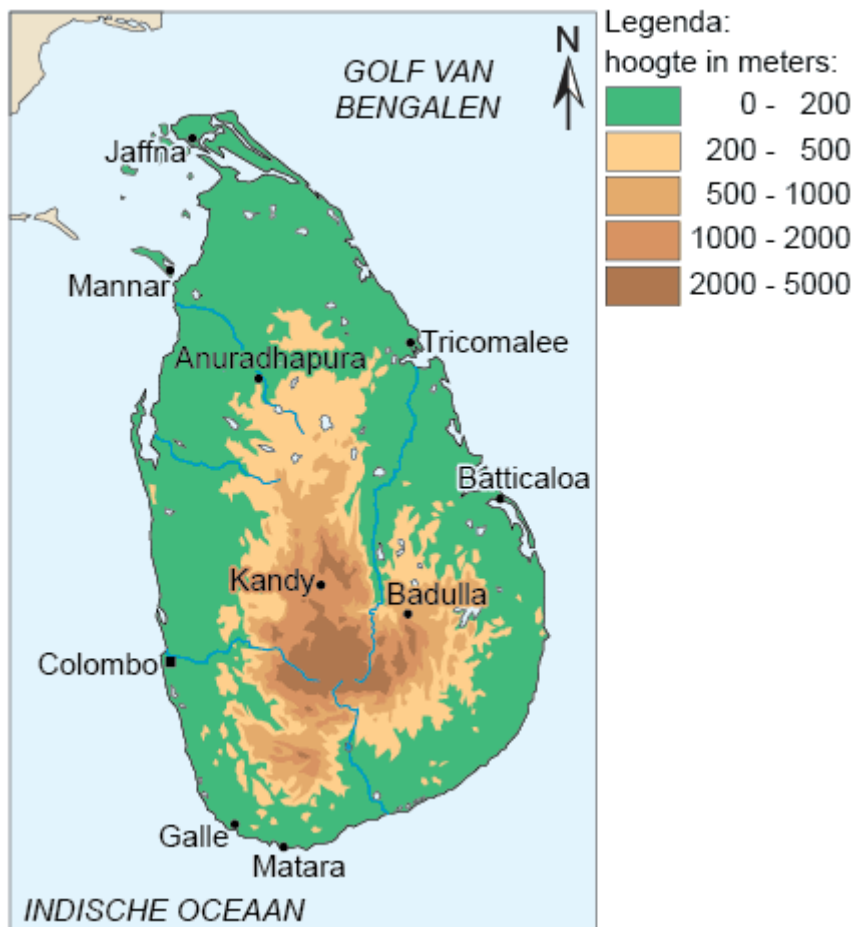 Legenda:
hoogte in meters:
0 - 200
200 - 500
500 - 1000
1000 - 2000
2000 - 5000
N
GOLF VAN
BENGALEN
Jaffna
Mannar
Tricomalee
Anuradhapura
Batticaloa
Kandy
Badulla
Colombo
Galle
Matara
INDISCHE OCEAAN